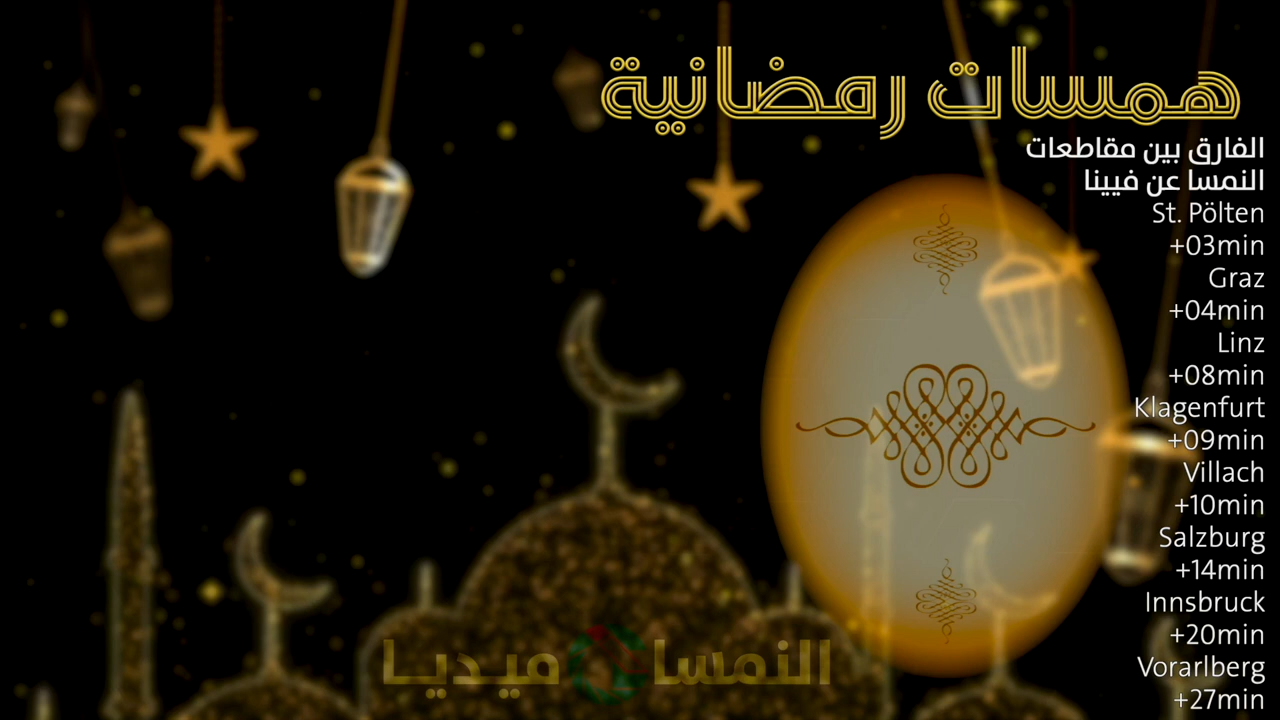 همسات رمضانية
الفارق بين مقاطعات
النمسا عن فيينا
St. Pölten
+03min
Graz
+04min
Linz
+08min
Klagenfurt
+09min
Villach
+10min
Salzburg
+14min
Innsbruck
+20min
Vorarlberg
+27min
النمسا ميديا